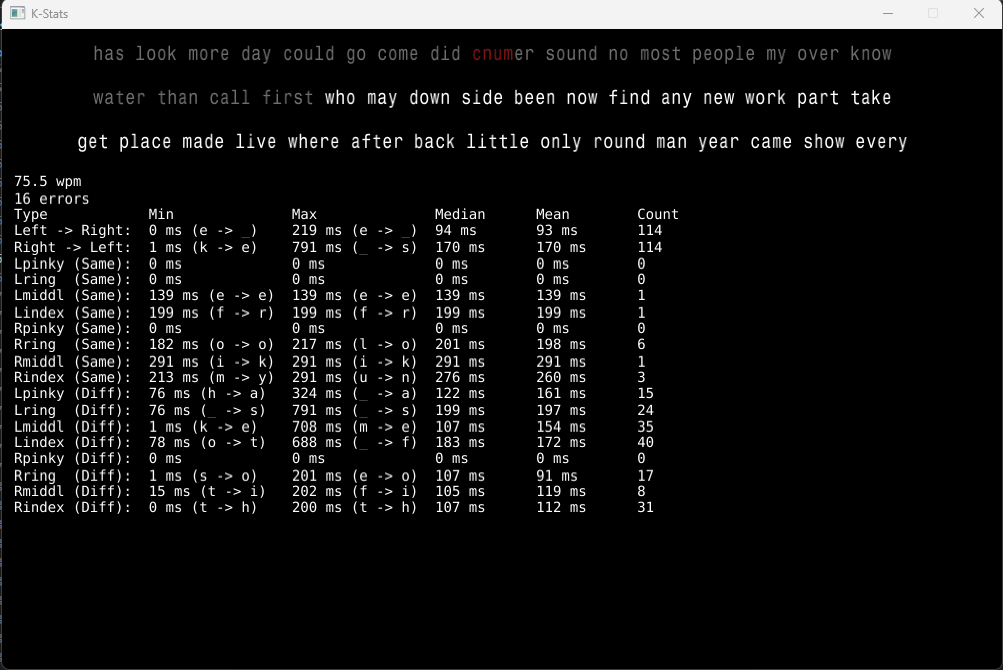 K-Stats
has look more day could go come did cnumer sound no most people my over know
water than call first who may down side been now find any new work part take
get place made live where after back little only round man year came show every
75.5 wpm
16 errors
Type Min Max Median Mean Count
Left -> Right: 0 ms (e -> _) 219 ms (e -> _) 94 ms 93 ms 114
Right -> Left: 1 ms (k -> e) 791 ms (_ -> s) 170 ms 170 ms 114
Lpinky (Same): 0 ms 0 ms 0 ms 0 ms 0
Lring (Same): 0 ms 0 ms 0 ms 0 ms 0
Lmiddl (Same): 139 ms (e -> e) 139 ms (e -> e) 139 ms 139 ms 1
Lindex (Same): 199 ms (f -> r) 199 ms (f -> r) 199 ms 199 ms 1
Rpinky (Same): 0 ms 0 ms 0 ms 0 ms 0
Rring (Same): 182 ms (o -> o) 217 ms (l -> o) 201 ms 198 ms 6
Rmiddl (Same): 291 ms (i -> k) 291 ms (i -> k) 291 ms 291 ms 1
Rindex (Same): 213 ms (m -> y) 291 ms (u -> n) 276 ms 260 ms 3
Lpinky (Diff): 76 ms (h -> a) 324 ms (_ -> a) 122 ms 161 ms 15
Lring (Diff): 76 ms (_ -> s) 791 ms (_ -> s) 199 ms 197 ms 24
Lmiddl (Diff): 1 ms (k -> e) 708 ms (m -> e) 107 ms 154 ms 35
Lindex (Diff): 78 ms (o -> t) 688 ms (_ -> f) 183 ms 172 ms 40
Rpinky (Diff): 0 ms 0 ms 0 ms 0 ms 0
Rring (Diff): 1 ms (s -> o) 201 ms (e -> o) 107 ms 91 ms 17
Rmiddl (Diff): 15 ms (t -> i) 202 ms (f -> i) 105 ms 119 ms 8
Rindex (Diff): 0 ms (t -> h) 200 ms (t -> h) 107 ms 112 ms 31